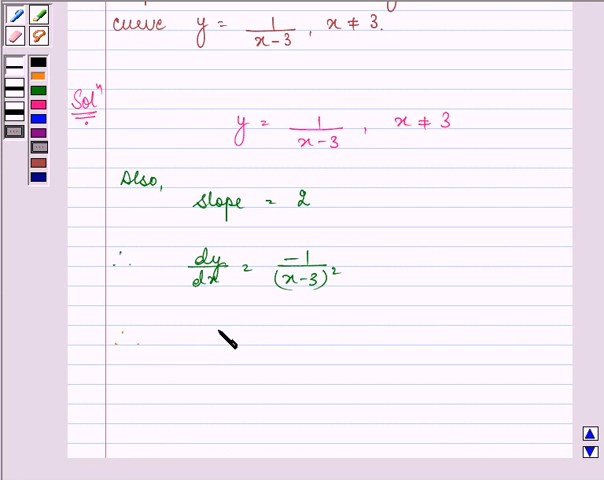 curve y = 1/(x-3), x ≠ 3.
Solⁿ
y = 1/(x-3), x ≠ 3
Also,
slope = 2
∴ dy/dx = -1/(x-3)²
∴